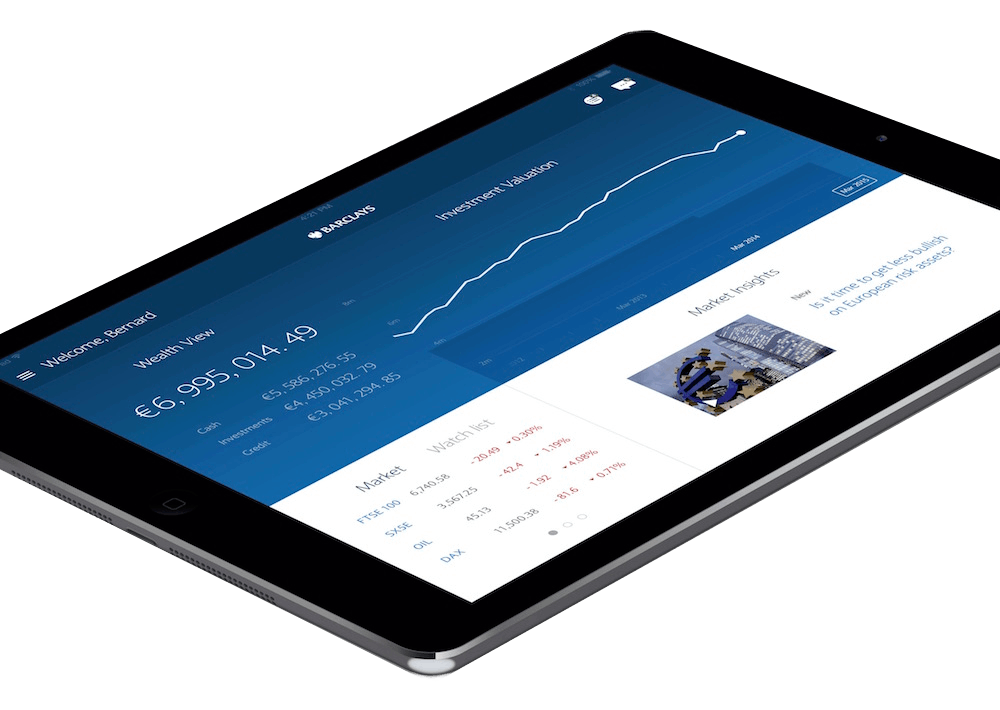 4:21 PM
100%
BARCLAYS
Welcome, Bernard
Wealth View
€6,995,014.49
Cash €5,586,276.55
Investments €4,450,032.79
Credit €3,041,294.85
Investment Valuation
8m
6m
4m
2m
Mar 2013
Mar 2014
Mar 2015
Market Watch list
FTSE 100 6,740.58 -20.49 0.30%
SXSE 3,567.25 -42.4 1.19%
OIL 45.13 -1.92 4.08%
DAX 11,500.38 -81.6 0.71%
Market Insights
New
Is it time to get less bullish
on European risk assets?